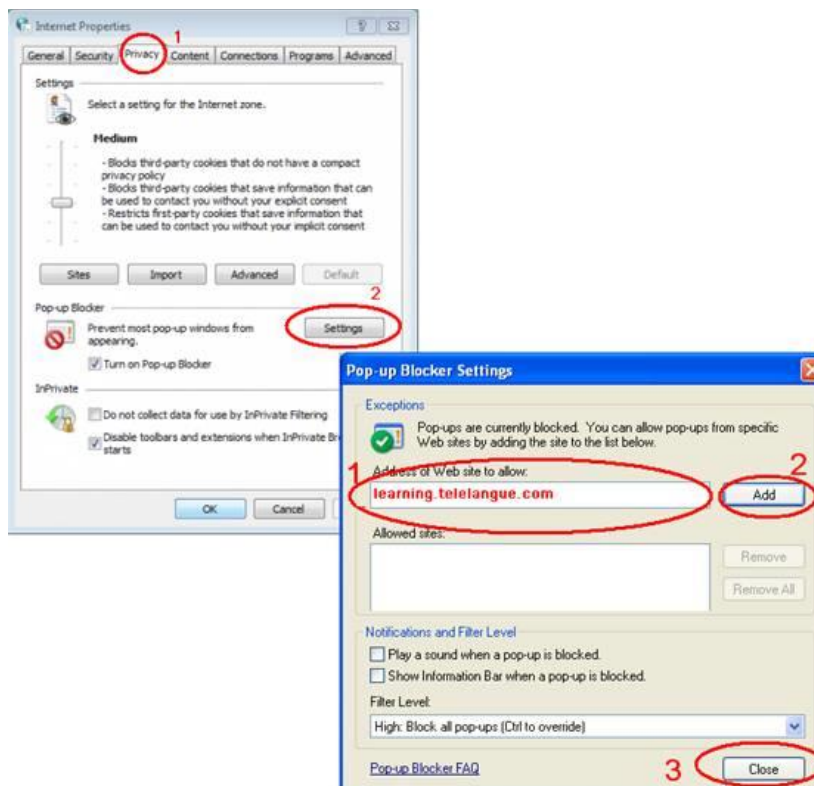 Internet Properties
1
General Security Privacy Content Connections Programs Advanced
Settings
Select a setting for the Internet zone.
Medium
- Blocks third-party cookies that do not have a compact
privacy policy
- Blocks third-party cookies that save information that can
be used to contact you without your explicit consent
- Restricts first-party cookies that save information that
can be used to contact you without your implicit consent
Sites Import Advanced Default
2
Pop-up Blocker
Prevent most pop-up windows from
appearing.
Settings
Turn on Pop-up Blocker
InPrivate
Do not collect data for use by InPrivate Filtering
Disable toolbars and extensions when InPrivate Br
starts
OK Cancel
Pop-up Blocker Settings
Exceptions
Pop-ups are currently blocked. You can allow pop-ups from specific
Web sites by adding the site to the list below.
1
Address of Web site to allow:
2
learning.telelangue.com
Add
Allowed sites:
Remove
Remove All
Notifications and Filter Level
Play a sound when a pop-up is blocked.
Show Information Bar when a pop-up is blocked.
Filter Level:
High: Block all pop-ups (Ctrl to override)
Pop-up Blocker FAQ
3
Close